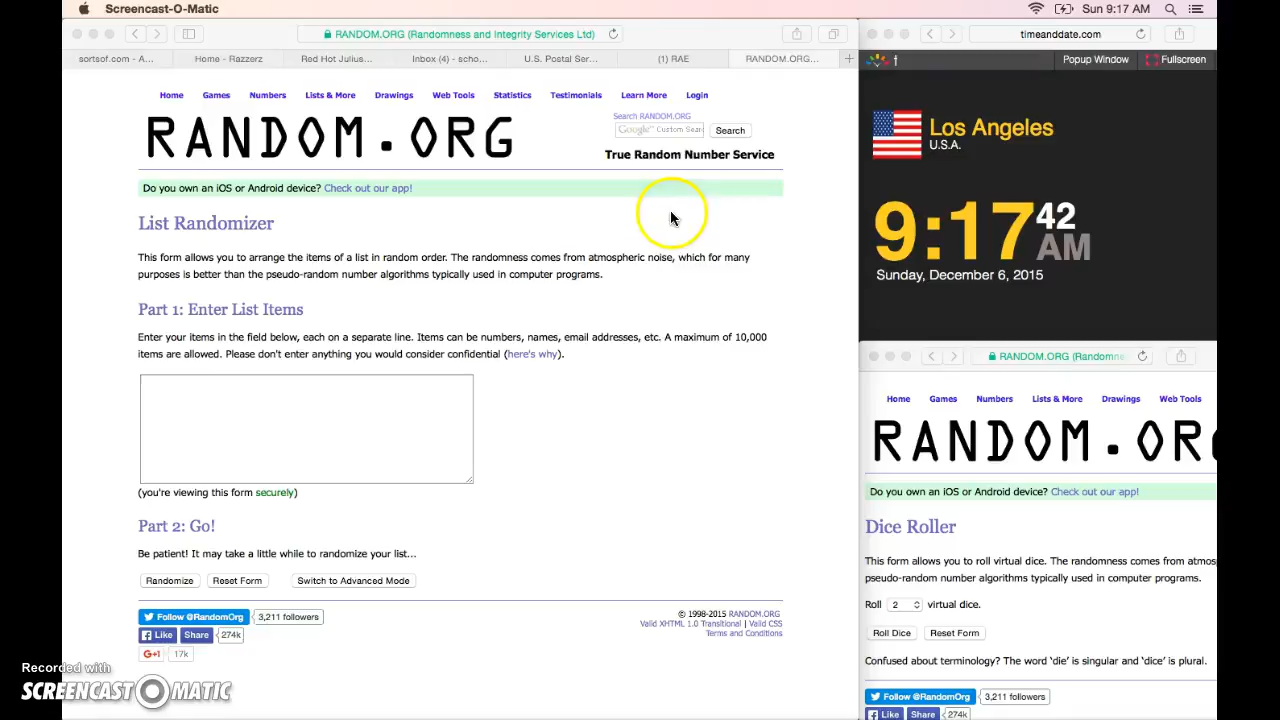 Screencast-O-Matic
Sun 9:17 AM
RANDOM.ORG (Randomness and Integrity Services Ltd)
sortsof.com - A...
Home - Razzerz
Rod Hot Julius...
Inbox (4) - scho...
U.S. Postal Ser...
(1) RAE
RANDOM.ORG...
Home Games Numbers Lists & More Drawings Web Tools Statistics Testimonials Learn More Login
RANDOM.ORG
Search RANDOM.ORG
Google™ Custom Sear
Search
True Random Number Service
Do you own an iOS or Android device? Check out our app!
List Randomizer
This form allows you to arrange the items of a list in random order. The randomness comes from atmospheric noise, which for many
purposes is better than the pseudo-random number algorithms typically used in computer programs.
Part 1: Enter List Items
Enter your items in the field below, each on a separate line. Items can be numbers, names, email addresses, etc. A maximum of 10,000
items are allowed. Please don't enter anything you would consider confidential (here's why).
(you're viewing this form securely)
Part 2: Go!
Be patient! It may take a little while to randomize your list...
Randomize Reset Form Switch to Advanced Mode
Follow @RandomOrg 3,211 followers
Like Share 274k
G+1 17k
© 1998-2015 RANDOM.ORG
Valid XHTML 1.0 Transitional | Valid CSS
Terms and Conditions
Recorded with
SCREENCAST O MATIC
timeanddate.com
Popup Window Fullscreen
Los Angeles
U.S.A.
9:17 42 AM
Sunday, December 6, 2015
RANDOM.ORG (Randomne
Home Games Numbers Lists & More Drawings Web Tools
RANDOM.ORG
Do you own an iOS or Android device? Check out our app!
Dice Roller
This form allows you to roll virtual dice. The randomness comes from atmos
pseudo-random number algorithms typically used in computer programs.
Roll 2 virtual dice.
Roll Dice Reset Form
Confused about terminology? The word 'die' is singular and 'dice' is plural.
Follow @RandomOrg 3,211 followers
Like Share 274k